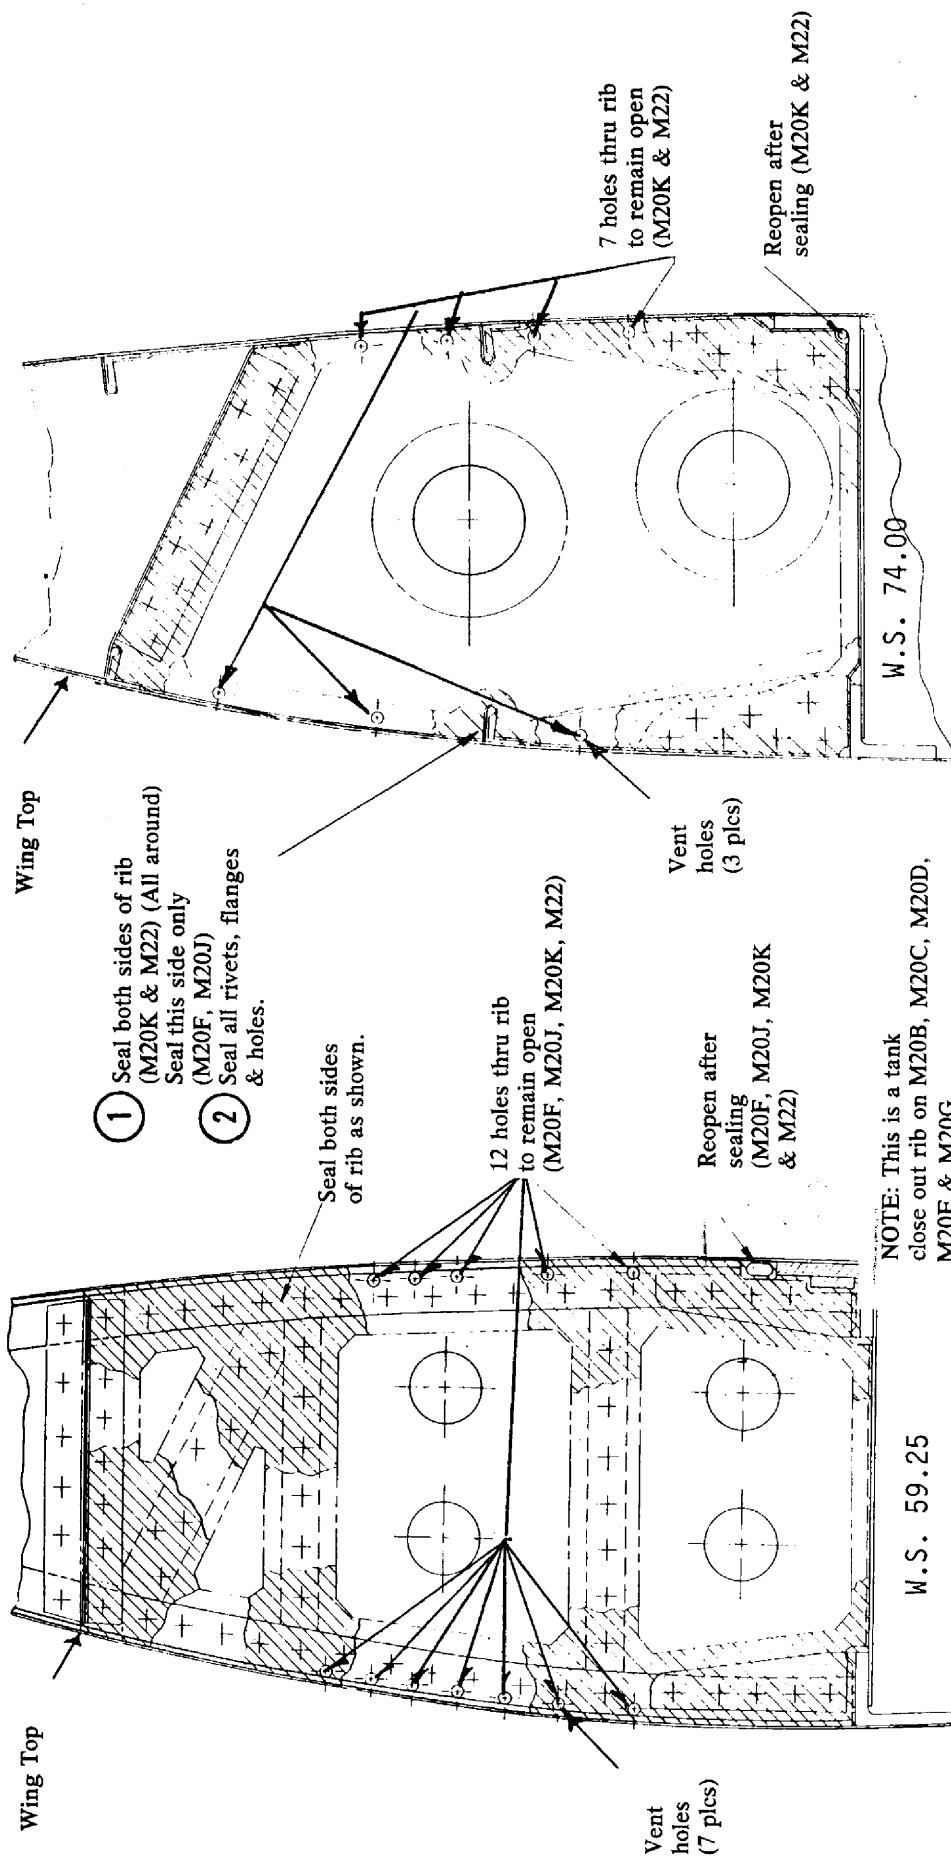 Wing Top
1 Seal both sides of rib
(M20K & M22) (All around)
Seal this side only
(M20F, M20J)
2 Seal all rivets, flanges
& holes.
7 holes thru rib
to remain open
(M20K & M22)
Reopen after
sealing (M20K & M22)
Vent
holes
(3 plcs)
W.S. 74.00
Wing Top
Seal both sides
of rib as shown.
12 holes thru rib
to remain open
(M20F, M20J, M20K, M22)
Reopen after
sealing
(M20F, M20J, M20K
& M22)
Vent
holes
(7 plcs)
W.S. 59.25
NOTE: This is a tank
close out rib on M20B, M20C, M20D,
M20E & M20G